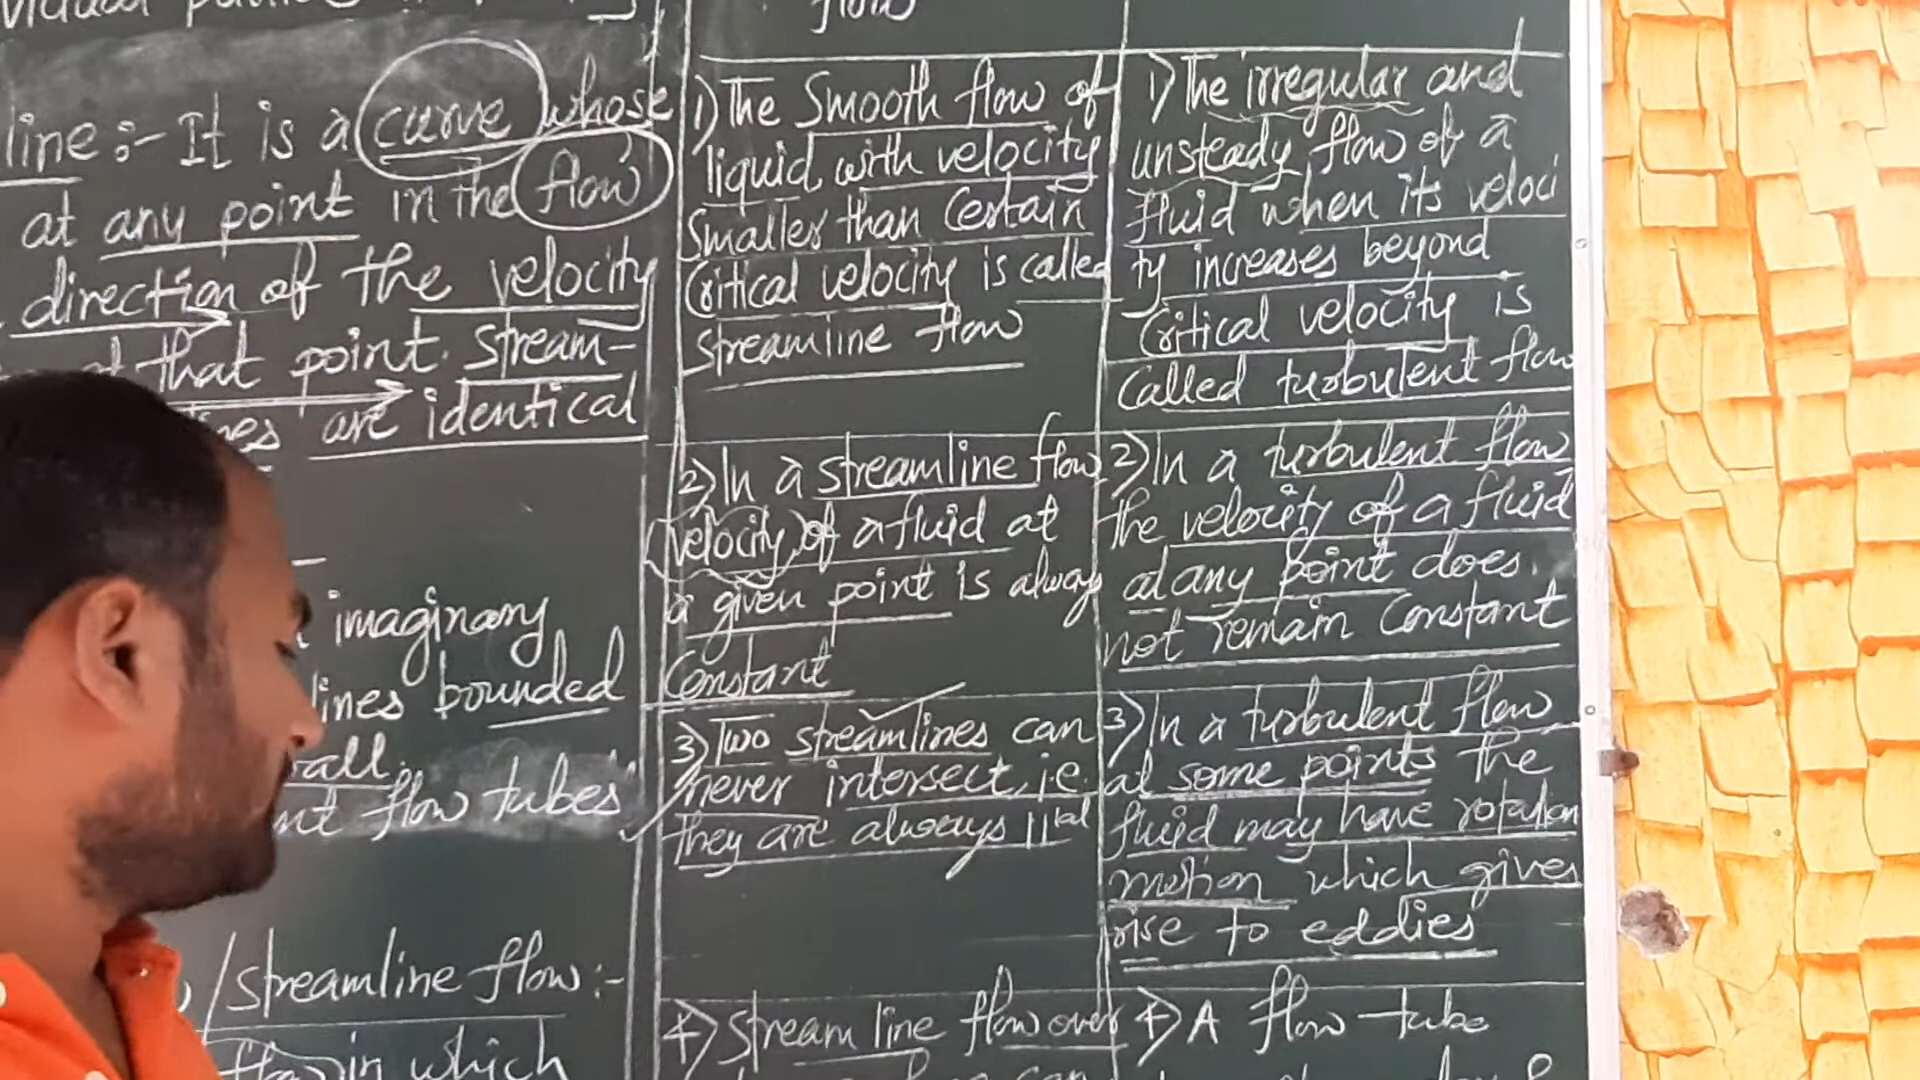 flow
line :- It is a curve whose
at any point in the flow
direction of the velocity
at that point. Stream-
are identical
imaginary
lines bounded
flow tubes
/streamline flow:-
flow in which
1) The Smooth flow of
liquid with velocity
Smaller than Certain
Critical velocity is called
Streamline flow
2) In a streamline flow
velocity of a fluid at
a given point is always
Constant
3) Two streamlines can
never intersect, i.e.
they are always ||al
4) Stream line flow over
can
1) The irregular and
unsteady flow of a
fluid when its veloci
ty increases beyond
Critical velocity is
Called turbulent flow
2) In a turbulent flow
the velocity of a fluid
at any point does
not remain Constant
3) In a turbulent flow
at some points the
fluid may have rotation
motion which gives
rise to eddies
4) A flow tube